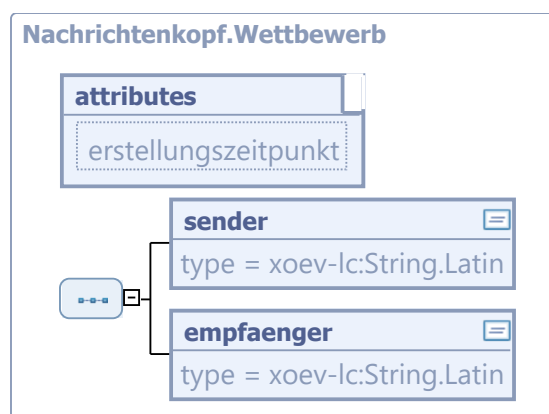 Nachrichtenkopf.Wettbewerb
attributes
erstellungszeitpunkt
sender
type = xoev-lc:String.Latin
empfaenger
type = xoev-lc:String.Latin